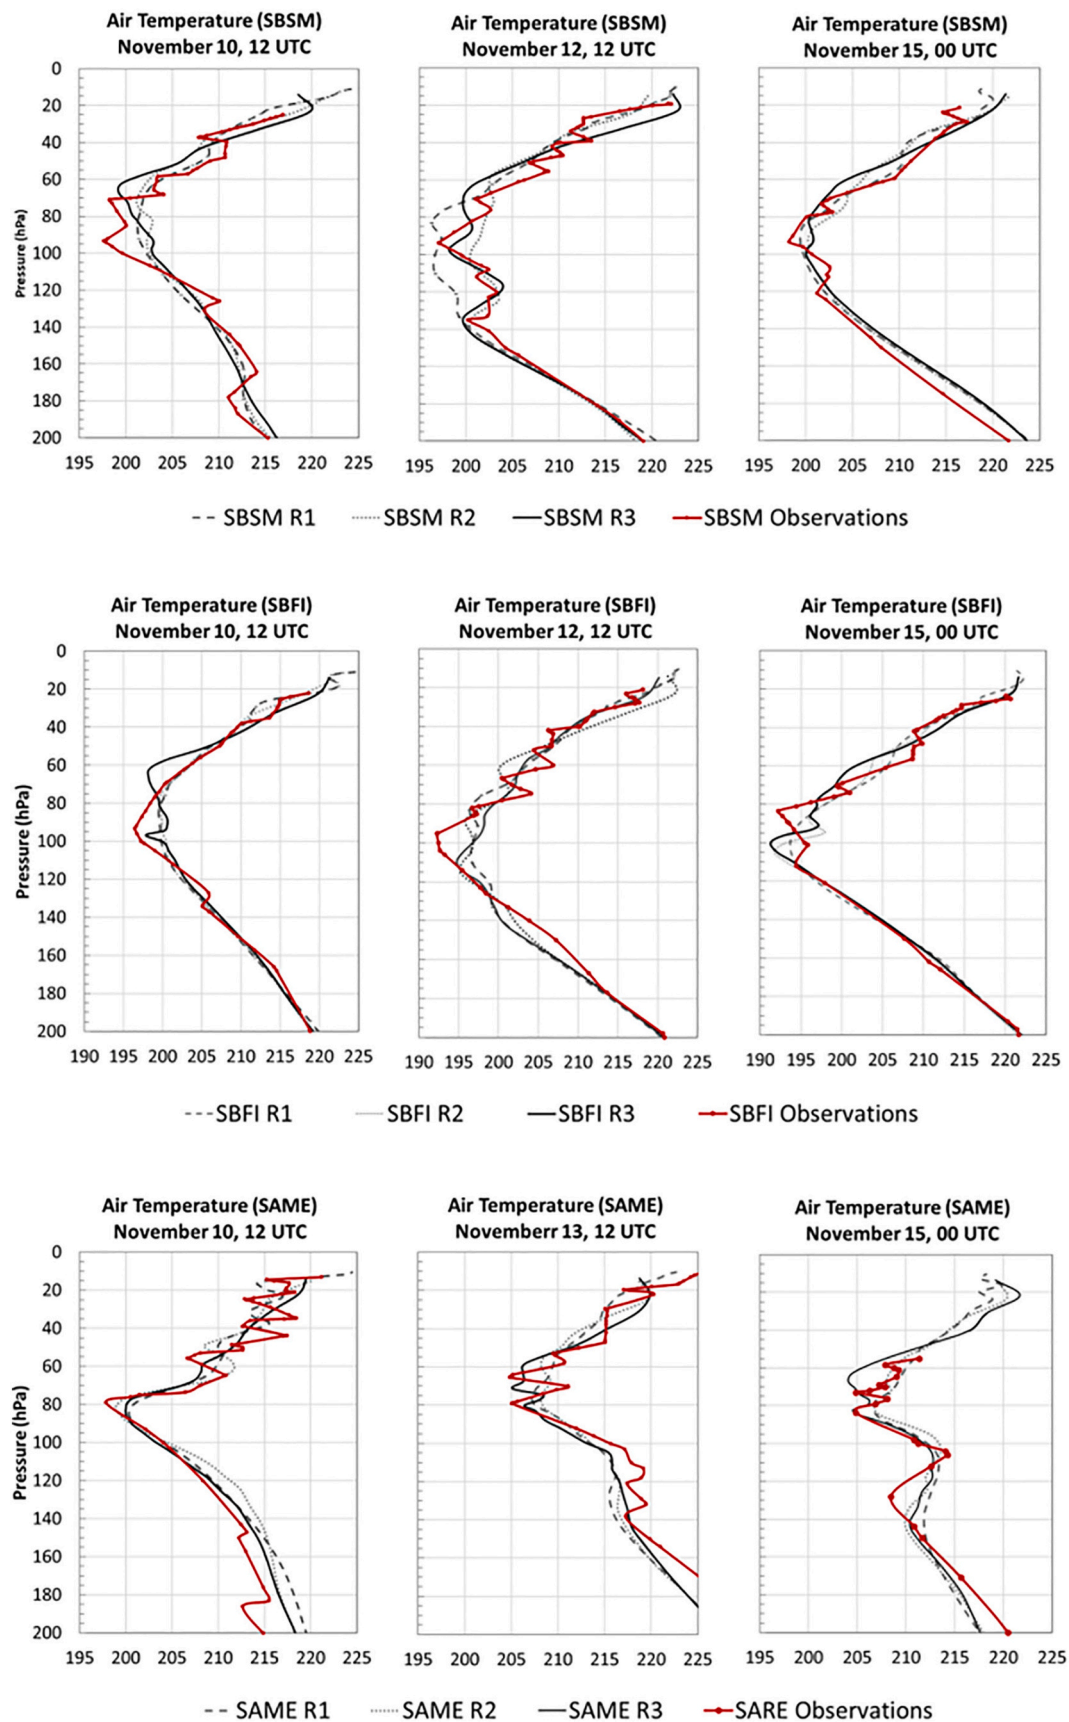 Air Temperature (SBSM)
November 10, 12 UTC
Air Temperature (SBSM)
November 12, 12 UTC
Air Temperature (SBSM)
November 15, 00 UTC
Pressure (hPa)
0
20
40
60
80
100
120
140
160
180
200
195 200 205 210 215 220 225
195 200 205 210 215 220 225
195 200 205 210 215 220 225
SBSM R1 SBSM R2 SBSM R3 SBSM Observations
Air Temperature (SBFI)
November 10, 12 UTC
Air Temperature (SBFI)
November 12, 12 UTC
Air Temperature (SBFI)
November 15, 00 UTC
Pressure (hPa)
0
20
40
60
80
100
120
140
160
180
200
190 195 200 205 210 215 220 225
190 195 200 205 210 215 220 225
190 195 200 205 210 215 220 225
SBFI R1 SBFI R2 SBFI R3 SBFI Observations
Air Temperature (SAME)
November 10, 12 UTC
Air Temperature (SAME)
November 13, 12 UTC
Air Temperature (SAME)
November 15, 00 UTC
Pressure (hPa)
0
20
40
60
80
100
120
140
160
180
200
195 200 205 210 215 220 225
195 200 205 210 215 220 225
195 200 205 210 215 220 225
SAME R1 SAME R2 SAME R3 SARE Observations